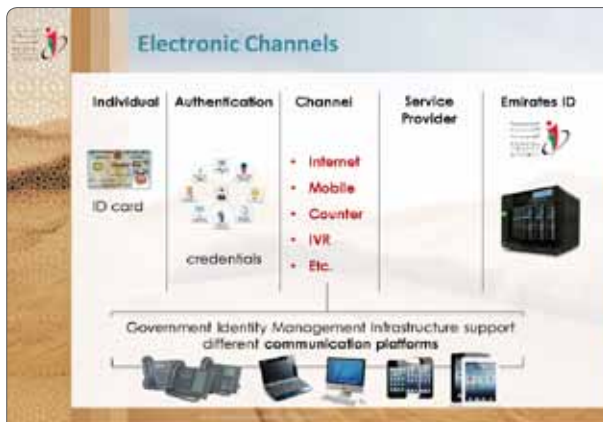 Electronic Channels
Individual
Authentication
Channel
Service
Provider
Emirates ID
ID card
credentials
• Internet
• Mobile
• Counter
• IVR
• Etc.
Government Identity Management Infrastructure support
different communication platforms